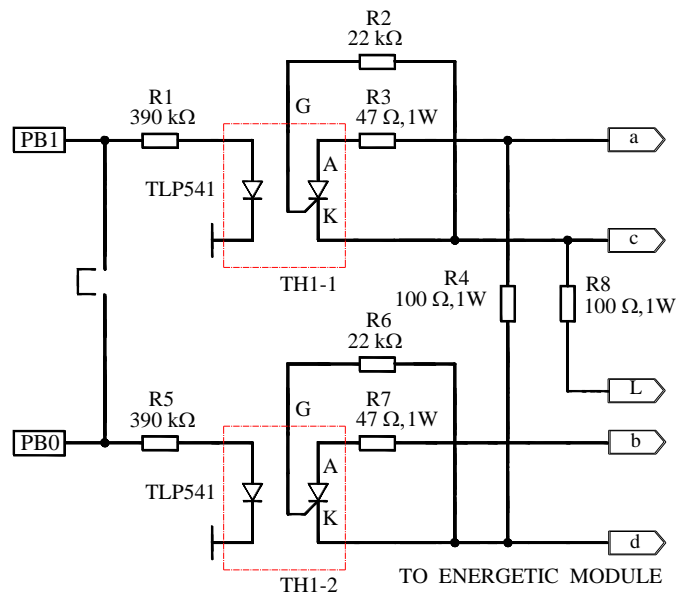 R2
22 kΩ
R1
390 kΩ
G
R3
47 Ω,1W
PB1
a
A
TLP541
K
c
TH1-1
R4
100 Ω,1W
R8
100 Ω,1W
R6
22 kΩ
L
R5
390 kΩ
G
R7
47 Ω,1W
PB0
b
A
TLP541
K
d
TH1-2
TO ENERGETIC MODULE